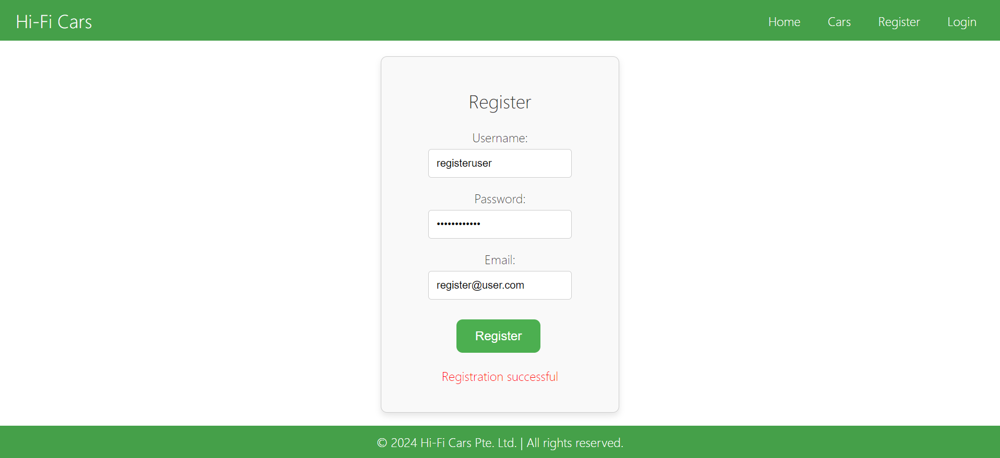 Hi-Fi Cars
Home Cars Register Login
Register
Username:
registeruser
Password:
••••••••••••
Email:
register@user.com
Register
Registration successful
© 2024 Hi-Fi Cars Pte. Ltd. | All rights reserved.